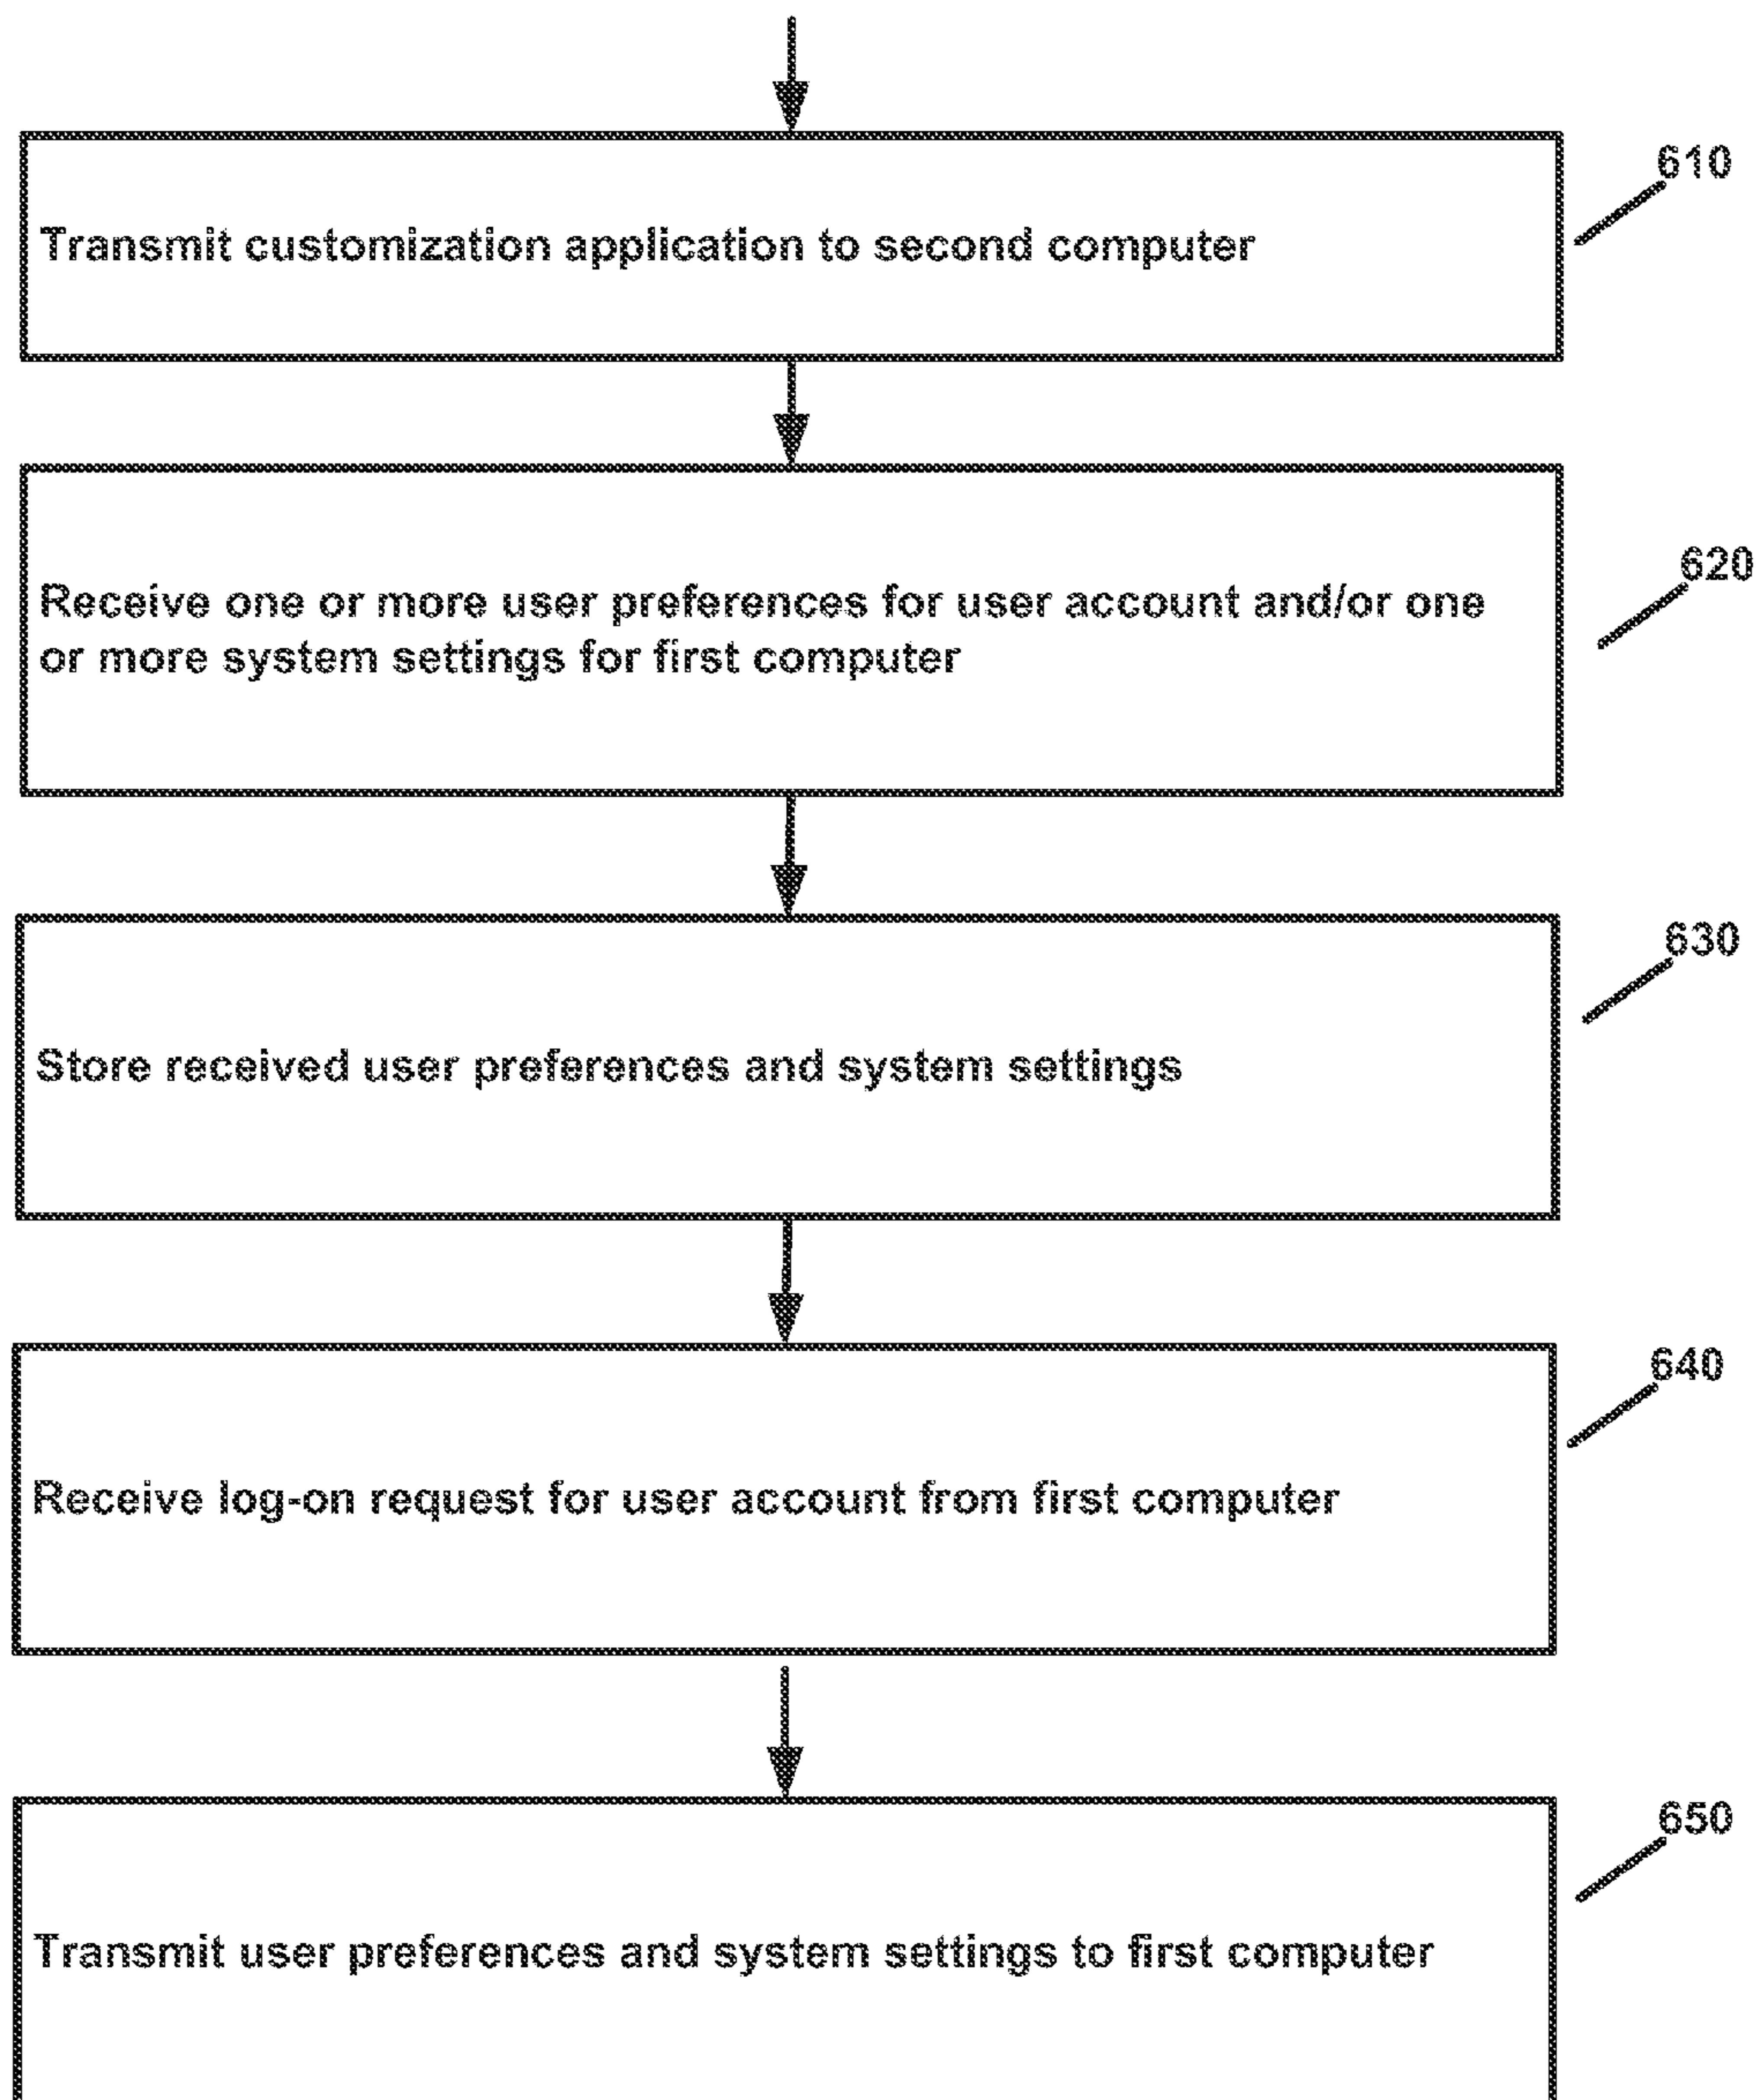 610
Transmit customization application to second computer
620
Receive one or more user preferences for user account and/or one
or more system settings for first computer
630
Store received user preferences and system settings
640
Receive log-on request for user account from first computer
650
Transmit user preferences and system settings to first computer